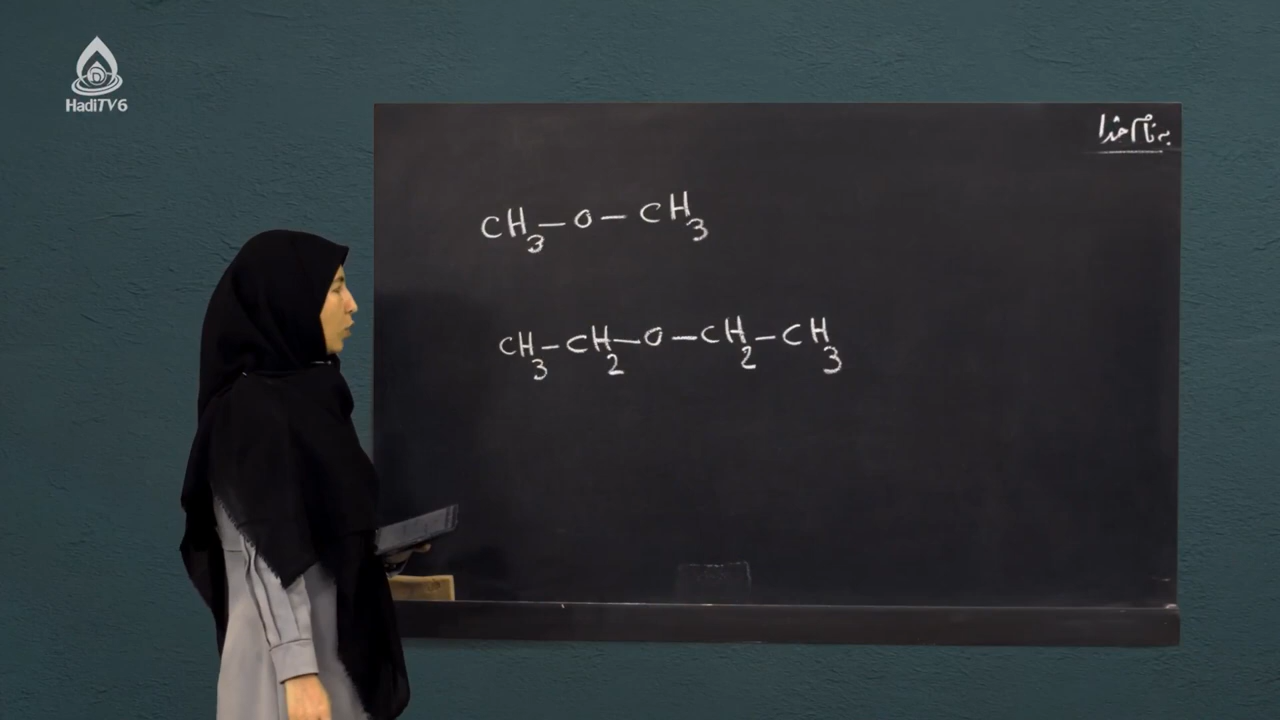 HadiTV6
به نام خدا
CH₃ — O — CH₃
CH₃ — CH₂ — O — CH₂ — CH₃